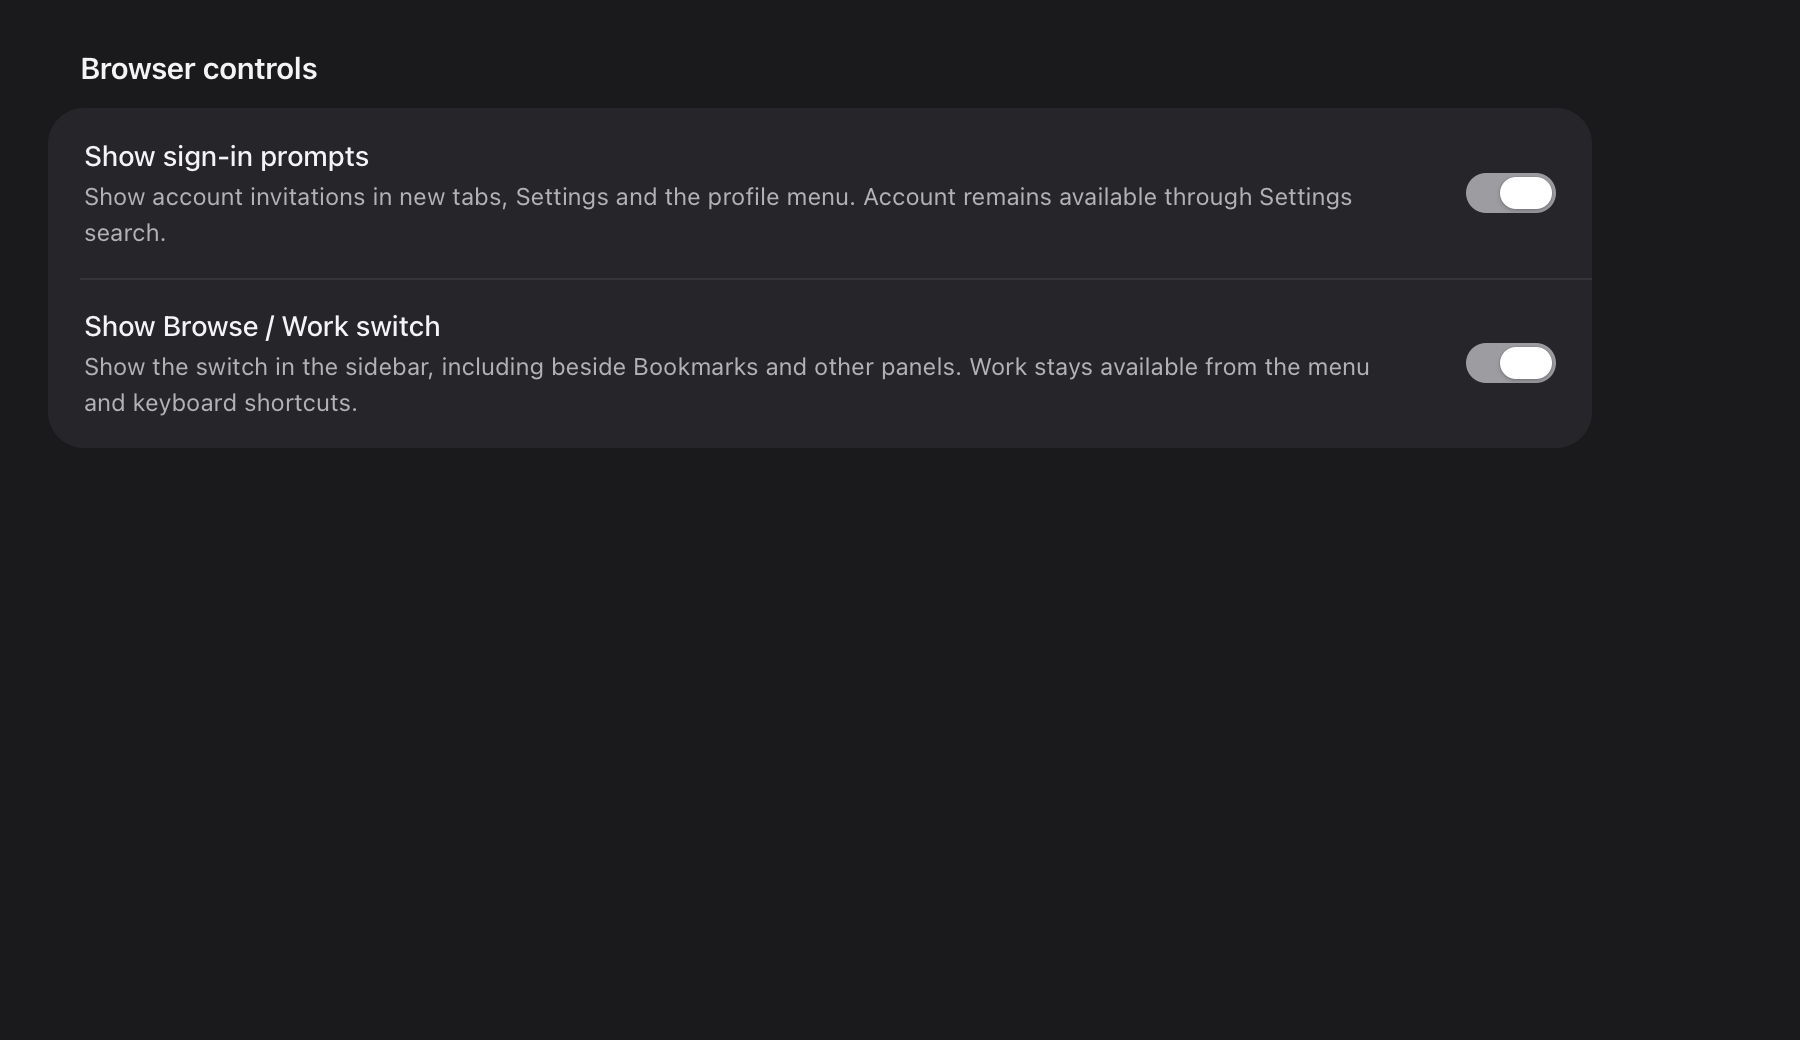 Browser controls
Show sign-in prompts
Show account invitations in new tabs, Settings and the profile menu. Account remains available through Settings
search.
Show Browse / Work switch
Show the switch in the sidebar, including beside Bookmarks and other panels. Work stays available from the menu
and keyboard shortcuts.